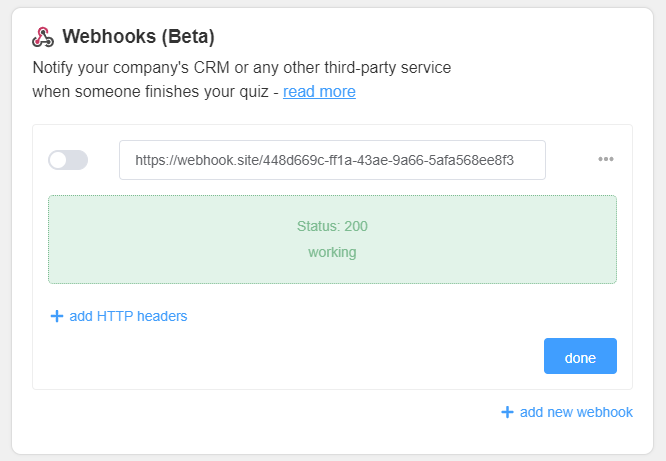 Webhooks (Beta)
Notify your company's CRM or any other third-party service
when someone finishes your quiz - read more
https://webhook.site/448d669c-ff1a-43ae-9a66-5afa568ee8f3
Status: 200
working
add HTTP headers
done
add new webhook